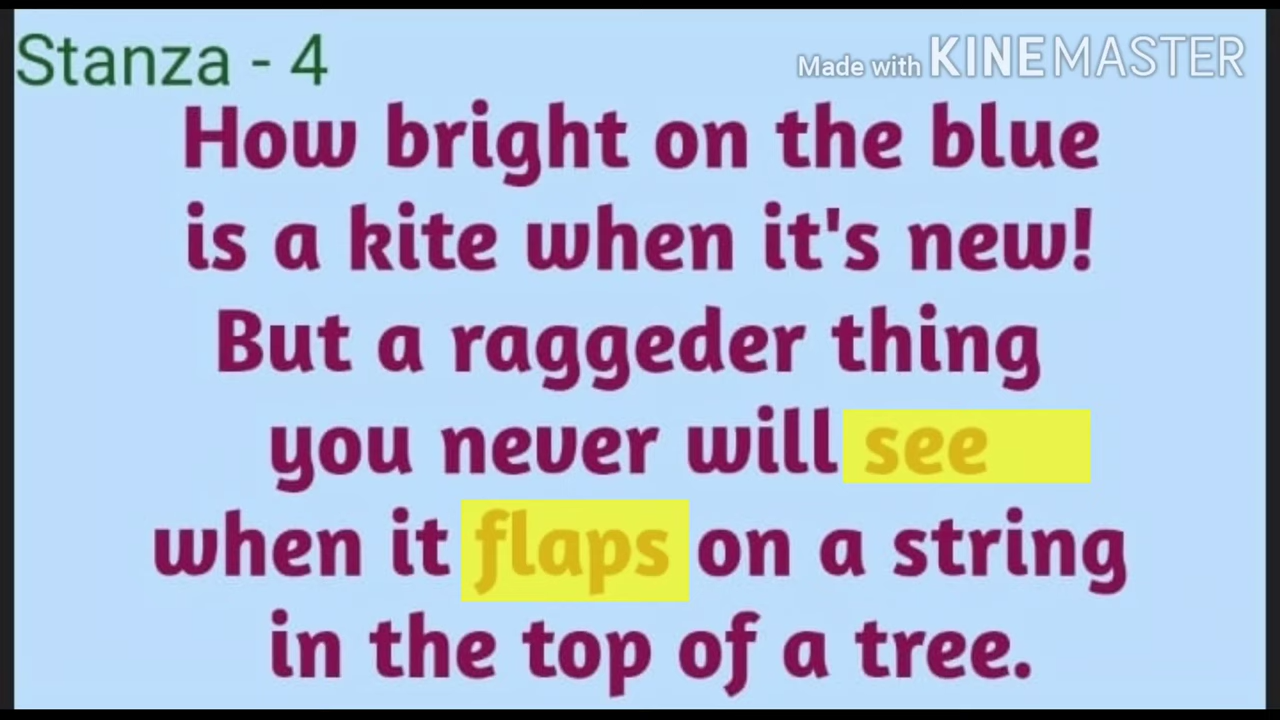 Stanza - 4
Made with KINEMASTER
How bright on the blue
is a kite when it's new!
But a raggeder thing
you never will see
when it flaps on a string
in the top of a tree.